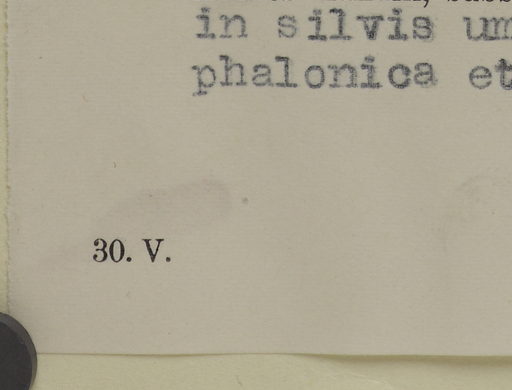 in silvis um
phalonica et
30. V.